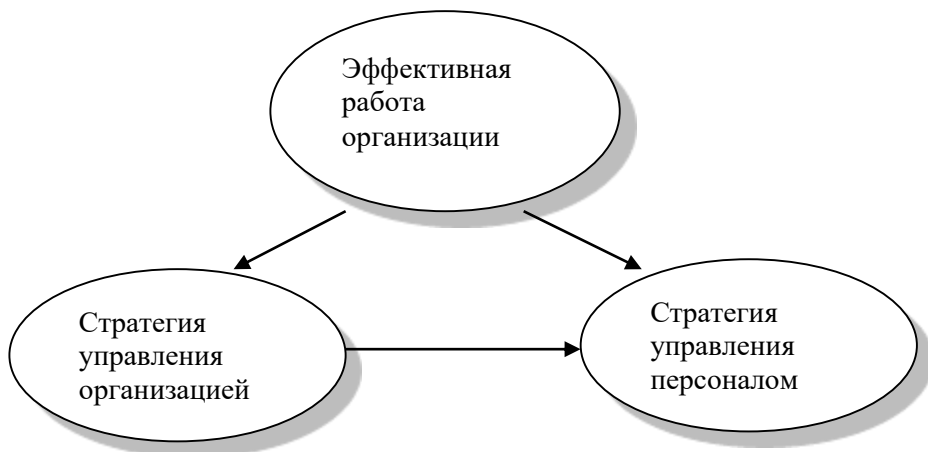 Эффективная
работа
организации
Стратегия
управления
организацией
Стратегия
управления
персоналом